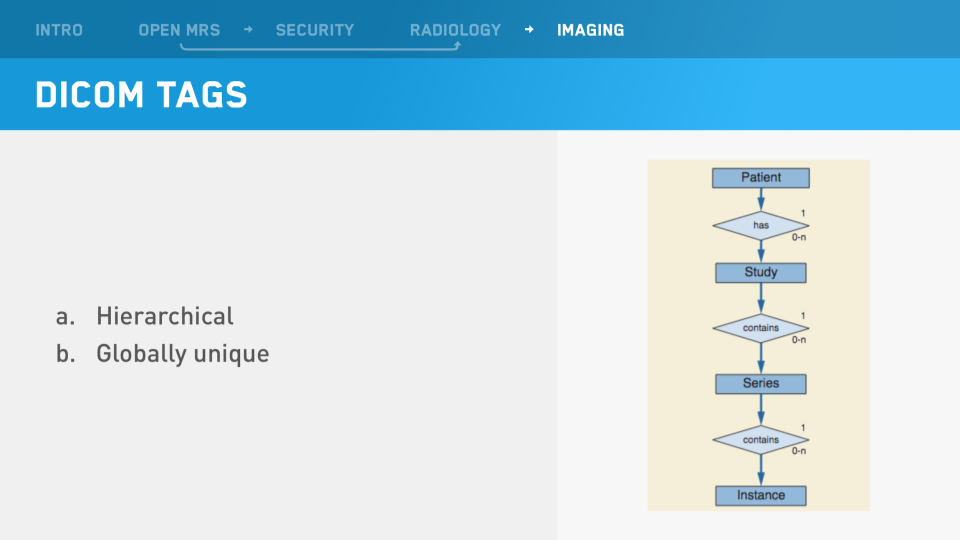 INTRO OPEN MRS → SECURITY RADIOLOGY → IMAGING
DICOM TAGS
a. Hierarchical
b. Globally unique
Patient
1
has
0-n
Study
1
contains
0-n
Series
1
contains
0-n
Instance